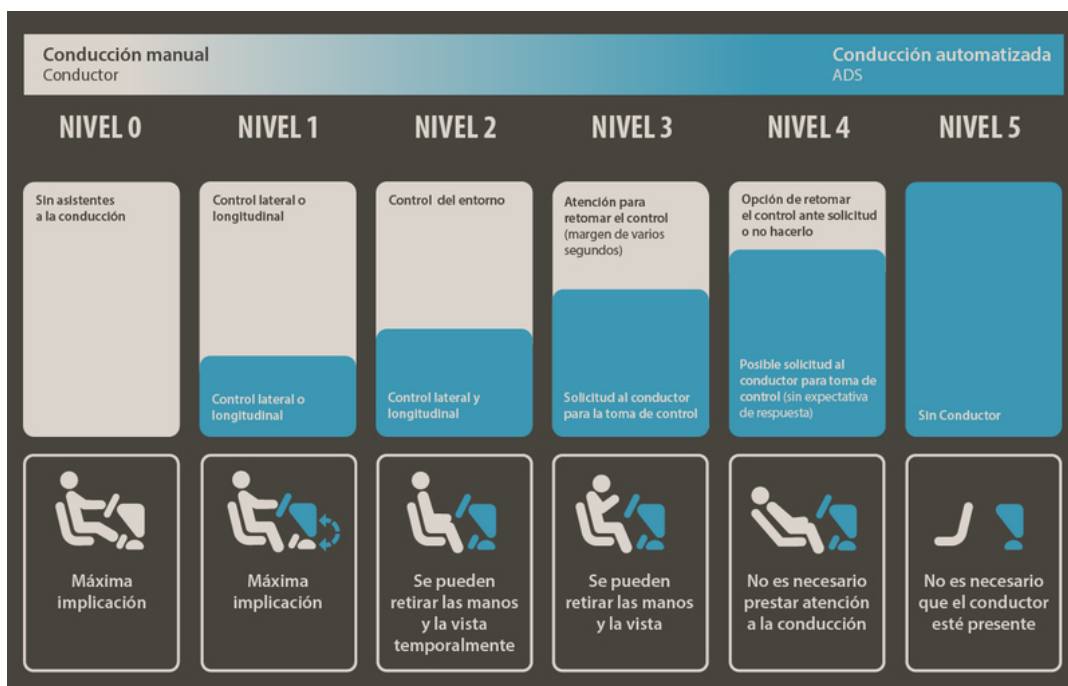 Conducción manual
Conductor
Conducción automatizada
ADS
NIVEL 0
NIVEL 1
NIVEL 2
NIVEL 3
NIVEL 4
NIVEL 5
Sin asistentes
a la conducción
Control lateral o
longitudinal
Control lateral o
longitudinal
Control del entorno
Control lateral y
longitudinal
Atención para
retomar el control
(margen de varios
segundos)
Solicitud al conductor
para la toma de control
Opción de retomar
el control ante solicitud
o no hacerlo
Posible solicitud al
conductor para toma de
control (sin expectativa
de respuesta)
Sin Conductor
Máxima
implicación
Máxima
implicación
Se pueden
retirar las manos
y la vista
temporalmente
Se pueden
retirar las manos
y la vista
No es necesario
prestar atención
a la conducción
No es necesario
que el conductor
esté presente